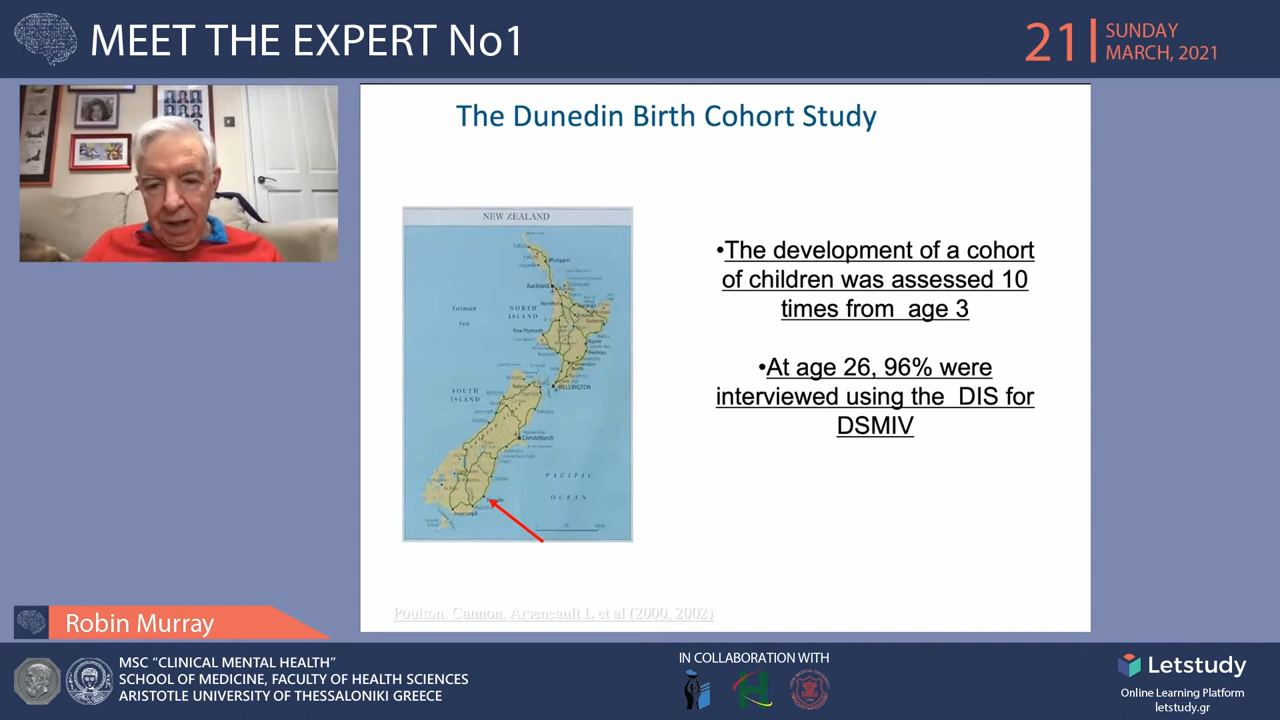 MEET THE EXPERT No1
21
SUNDAY
MARCH, 2021
The Dunedin Birth Cohort Study
NEW ZEALAND
Auckland
Tasman
Sea
NORTH
ISLAND
New Plymouth
WELLINGTON
SOUTH
ISLAND
Christchurch
PACIFIC
OCEAN
•The development of a cohort
of children was assessed 10
times from age 3
•At age 26, 96% were
interviewed using the DIS for
DSMIV
Poulton, Cannon, Arseneault L et al (2000, 2002)
Robin Murray
MSC “CLINICAL MENTAL HEALTH”
SCHOOL OF MEDICINE, FACULTY OF HEALTH SCIENCES
ARISTOTLE UNIVERSITY OF THESSALONIKI GREECE
IN COLLABORATION WITH
Letstudy
Online Learning Platform
letstudy.gr